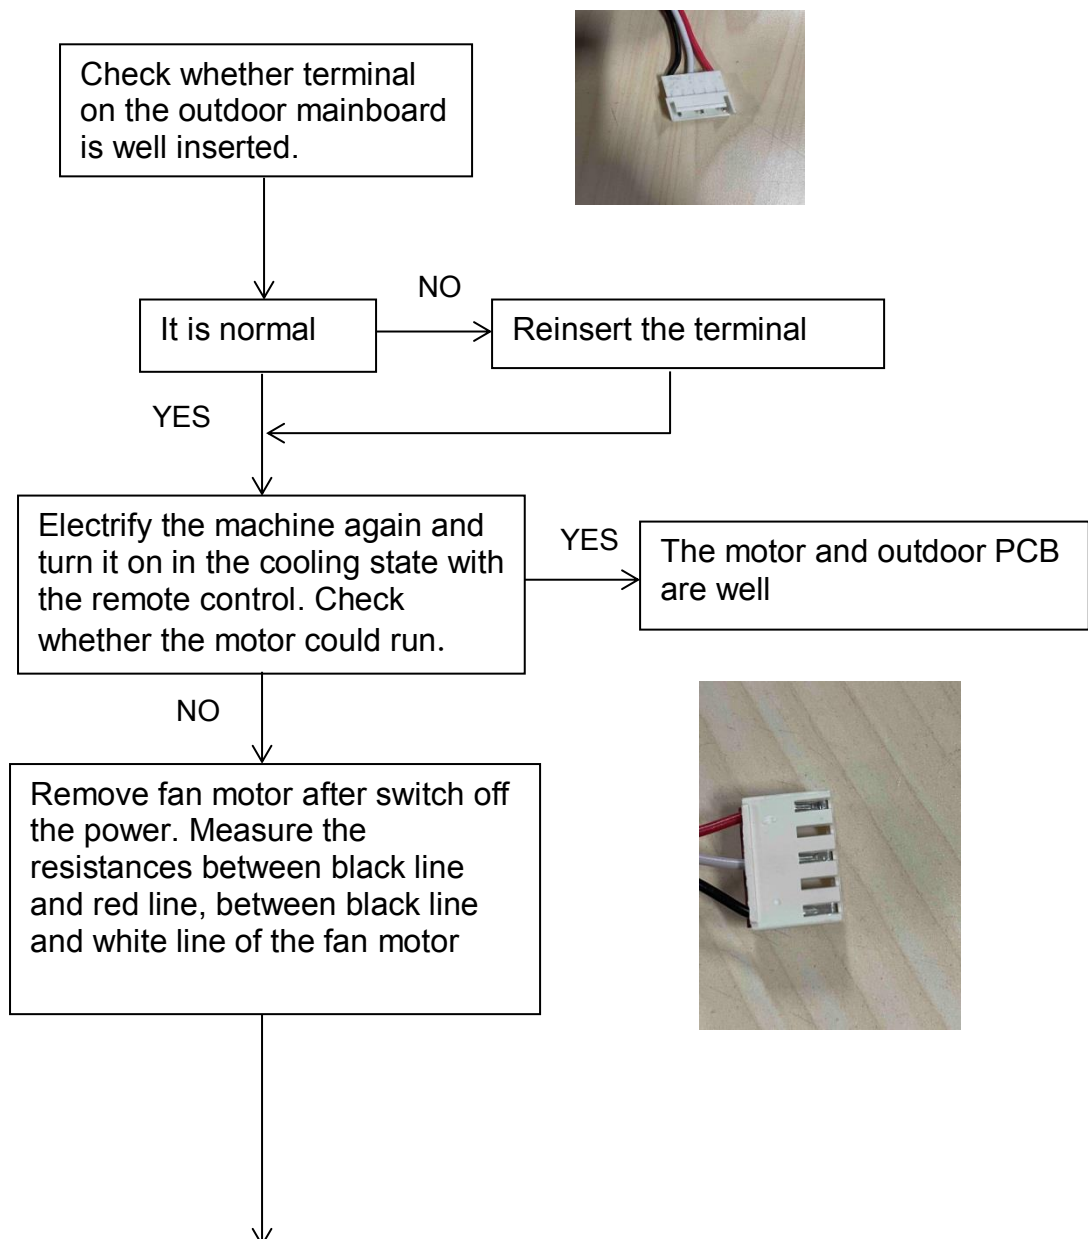 Check whether terminal
on the outdoor mainboard
is well inserted.
NO
It is normal
Reinsert the terminal
YES
Electrify the machine again and
turn it on in the cooling state with
the remote control. Check
whether the motor could run.
YES
The motor and outdoor PCB
are well
NO
Remove fan motor after switch off
the power. Measure the
resistances between black line
and red line, between black line
and white line of the fan motor